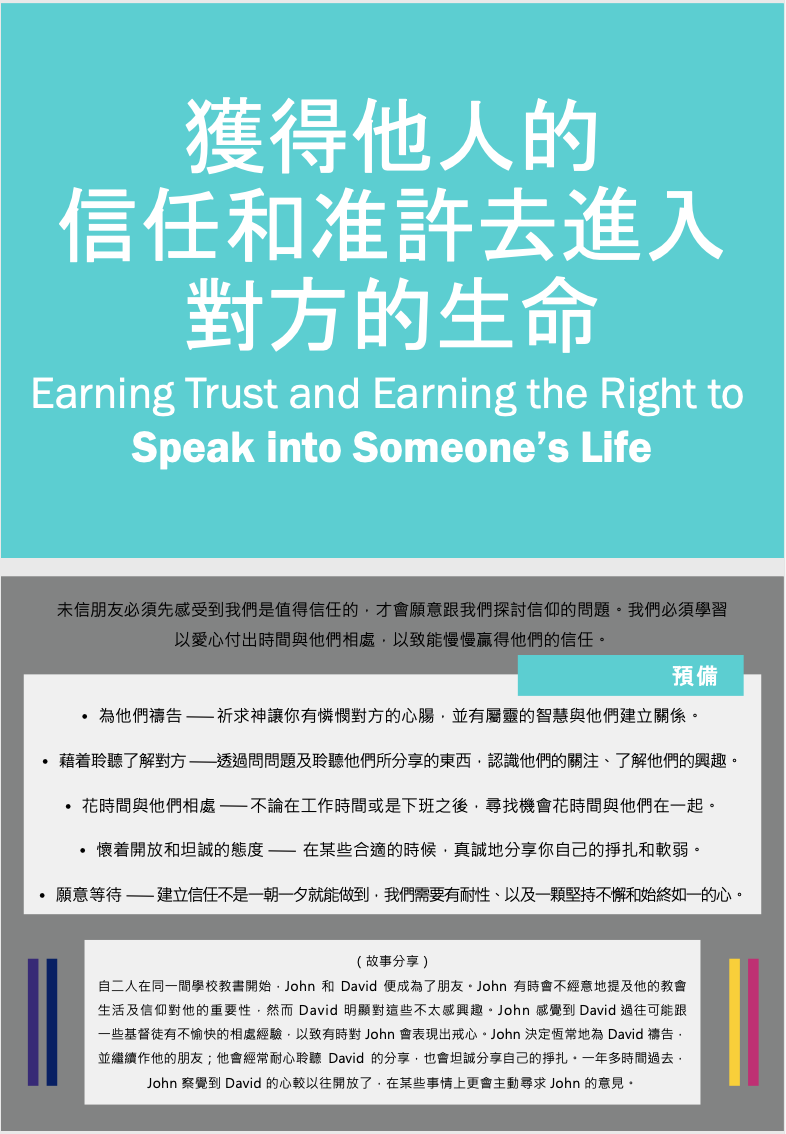 獲得他人的
信任和准許去進入
對方的生命
Earning Trust and Earning the Right to
Speak into Someone's Life
未信朋友必須先感受到我們是值得信任的，才會願意跟我們探討信仰的問題。我們必須學習
以愛心付出時間與他們相處，以致能慢慢贏得他們的信任。
預備
• 為他們禱告 —— 祈求神讓你有憐憫對方的心腸，並有屬靈的智慧與他們建立關係。
• 藉着聆聽了解對方 ——透過問問題及聆聽他們所分享的東西，認識他們的關注、了解他們的興趣。
• 花時間與他們相處 —— 不論在工作時間或是下班之後，尋找機會花時間與他們在一起。
• 懷着開放和坦誠的態度 —— 在某些合適的時候，真誠地分享你自己的掙扎和軟弱。
• 願意等待 —— 建立信任不是一朝一夕就能做到，我們需要有耐性、以及一顆堅持不懈和始終如一的心。
（故事分享）
自二人在同一間學校教書開始，John 和 David 便成為了朋友。John 有時會不經意地提及他的教會
生活及信仰對他的重要性，然而 David 明顯對這些不太感興趣。John 感覺到 David 過往可能跟
一些基督徒有不愉快的相處經驗，以致有時對 John 會表現出戒心。John 決定恆常地為 David 禱告，
並繼續作他的朋友；他會經常耐心聆聽 David 的分享，也會坦誠分享自己的掙扎。一年多時間過去，
John 察覺到 David 的心較以往開放了，在某些事情上更會主動尋求 John 的意見。